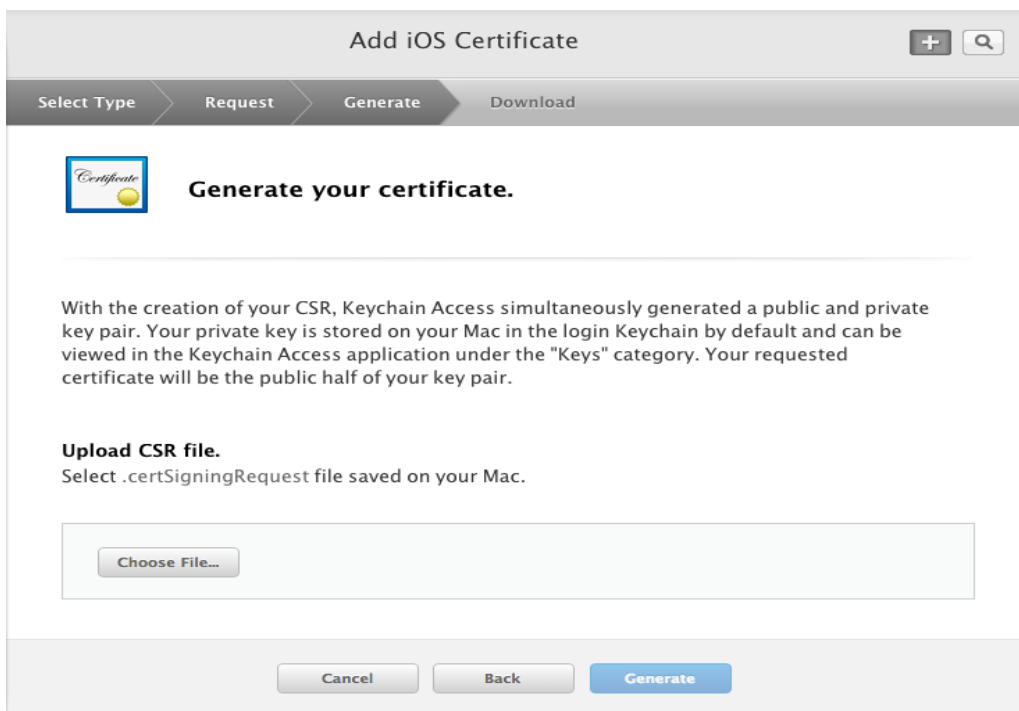 Add iOS Certificate
Select Type
Request
Generate
Download
Certificate
Generate your certificate.
With the creation of your CSR, Keychain Access simultaneously generated a public and private
key pair. Your private key is stored on your Mac in the login Keychain by default and can be
viewed in the Keychain Access application under the "Keys" category. Your requested
certificate will be the public half of your key pair.
Upload CSR file.
Select .certSigningRequest file saved on your Mac.
Choose File...
Cancel
Back
Generate